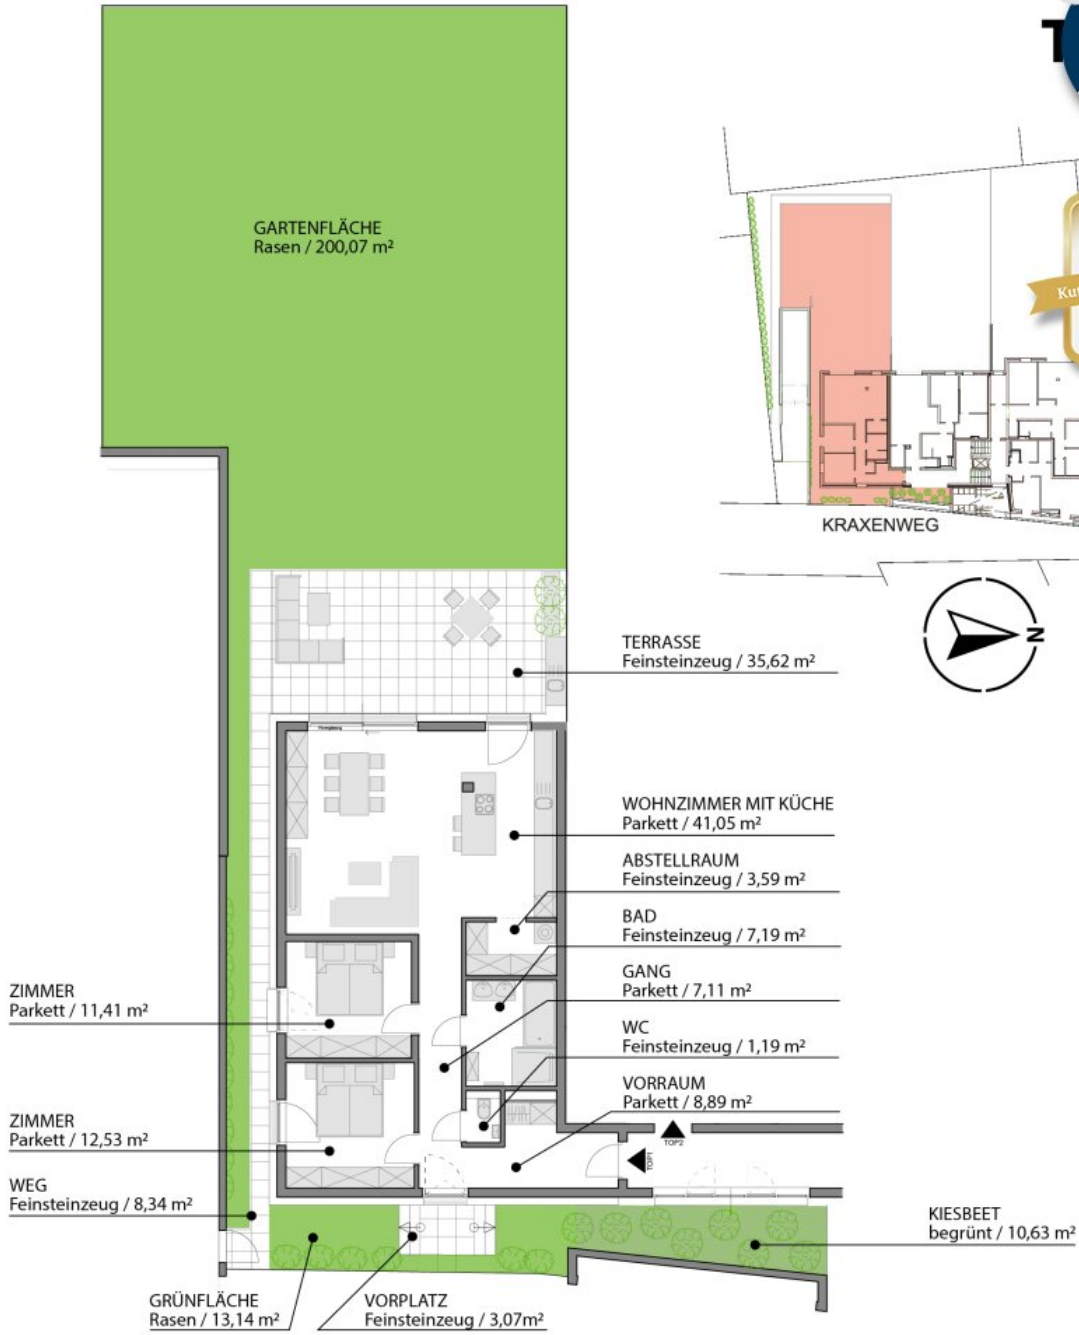 T
GARTENFLÄCHE
Rasen / 200,07 m²
Kut
KRAXENWEG
N
TERRASSE
Feinsteinzeug / 35,62 m²
WOHNZIMMER MIT KÜCHE
Parkett / 41,05 m²
ABSTELLRAUM
Feinsteinzeug / 3,59 m²
BAD
Feinsteinzeug / 7,19 m²
GANG
Parkett / 7,11 m²
WC
Feinsteinzeug / 1,19 m²
VORRAUM
Parkett / 8,89 m²
ZIMMER
Parkett / 11,41 m²
ZIMMER
Parkett / 12,53 m²
TOP2
TOP1
WEG
Feinsteinzeug / 8,34 m²
KIESBEET
begrünt / 10,63 m²
GRÜNFLÄCHE
Rasen / 13,14 m²
VORPLATZ
Feinsteinzeug / 3,07m²